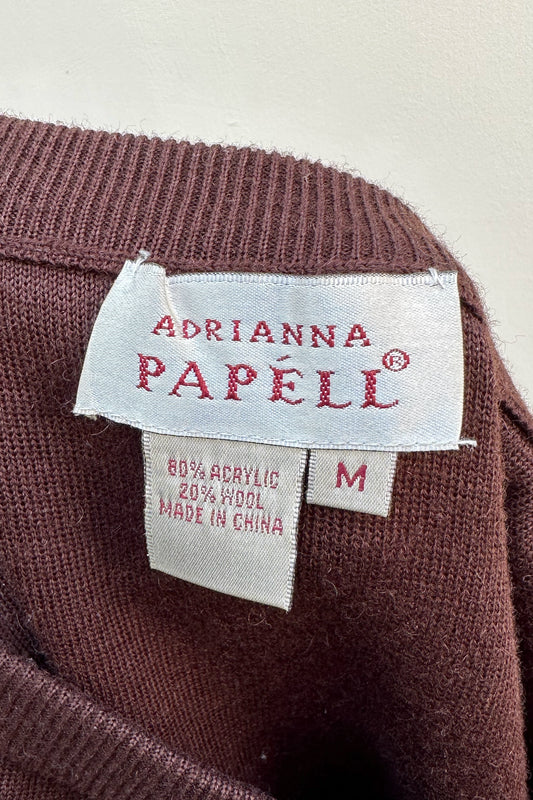 ADRIANNA
PAPÉLL®
80% ACRYLIC
20% WOOL
MADE IN CHINA
M